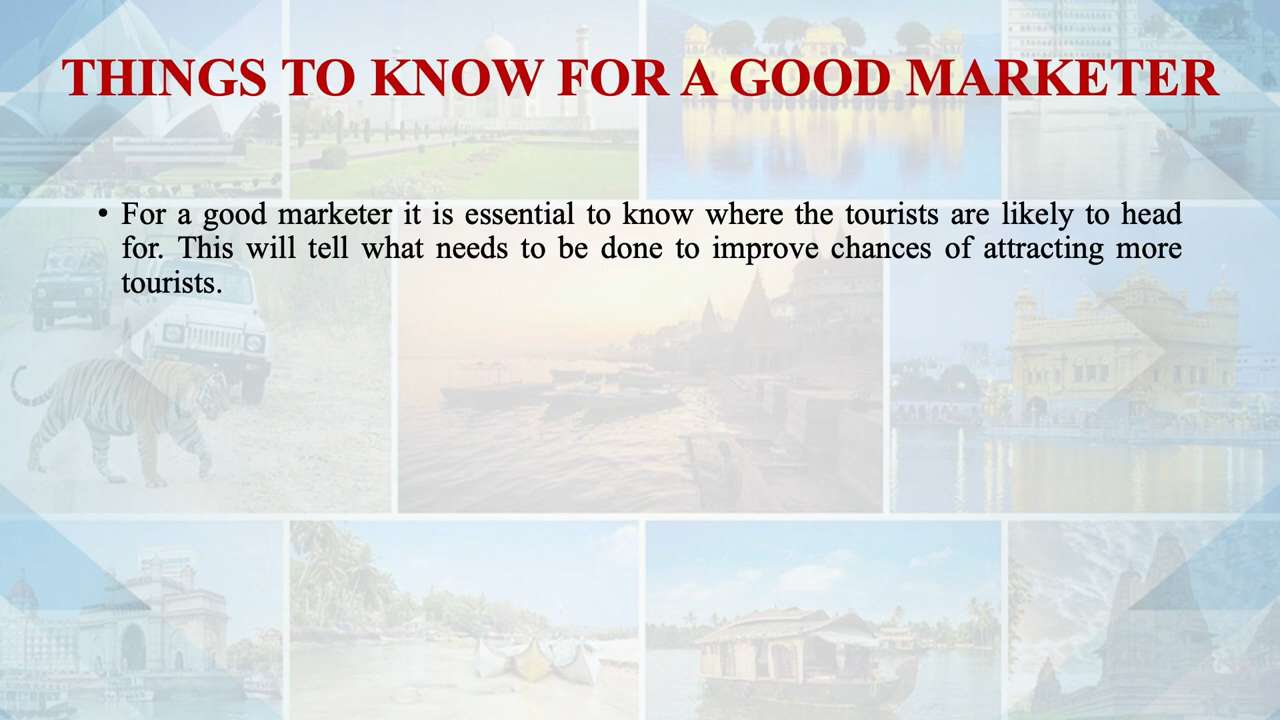 THINGS TO KNOW FOR A GOOD MARKETER
• For a good marketer it is essential to know where the tourists are likely to head
for. This will tell what needs to be done to improve chances of attracting more
tourists.